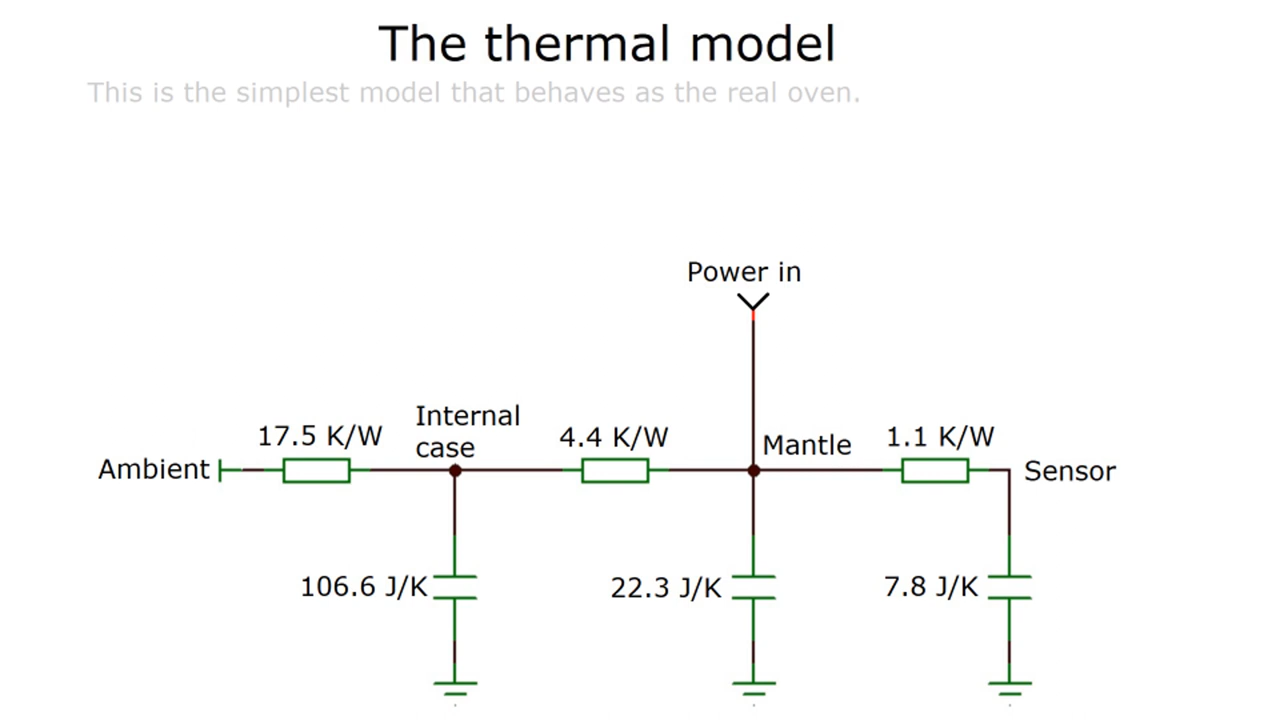 The thermal model
This is the simplest model that behaves as the real oven.
Power in
Internal
case
17.5 K/W
4.4 K/W
Mantle
1.1 K/W
Ambient
Sensor
106.6 J/K
22.3 J/K
7.8 J/K